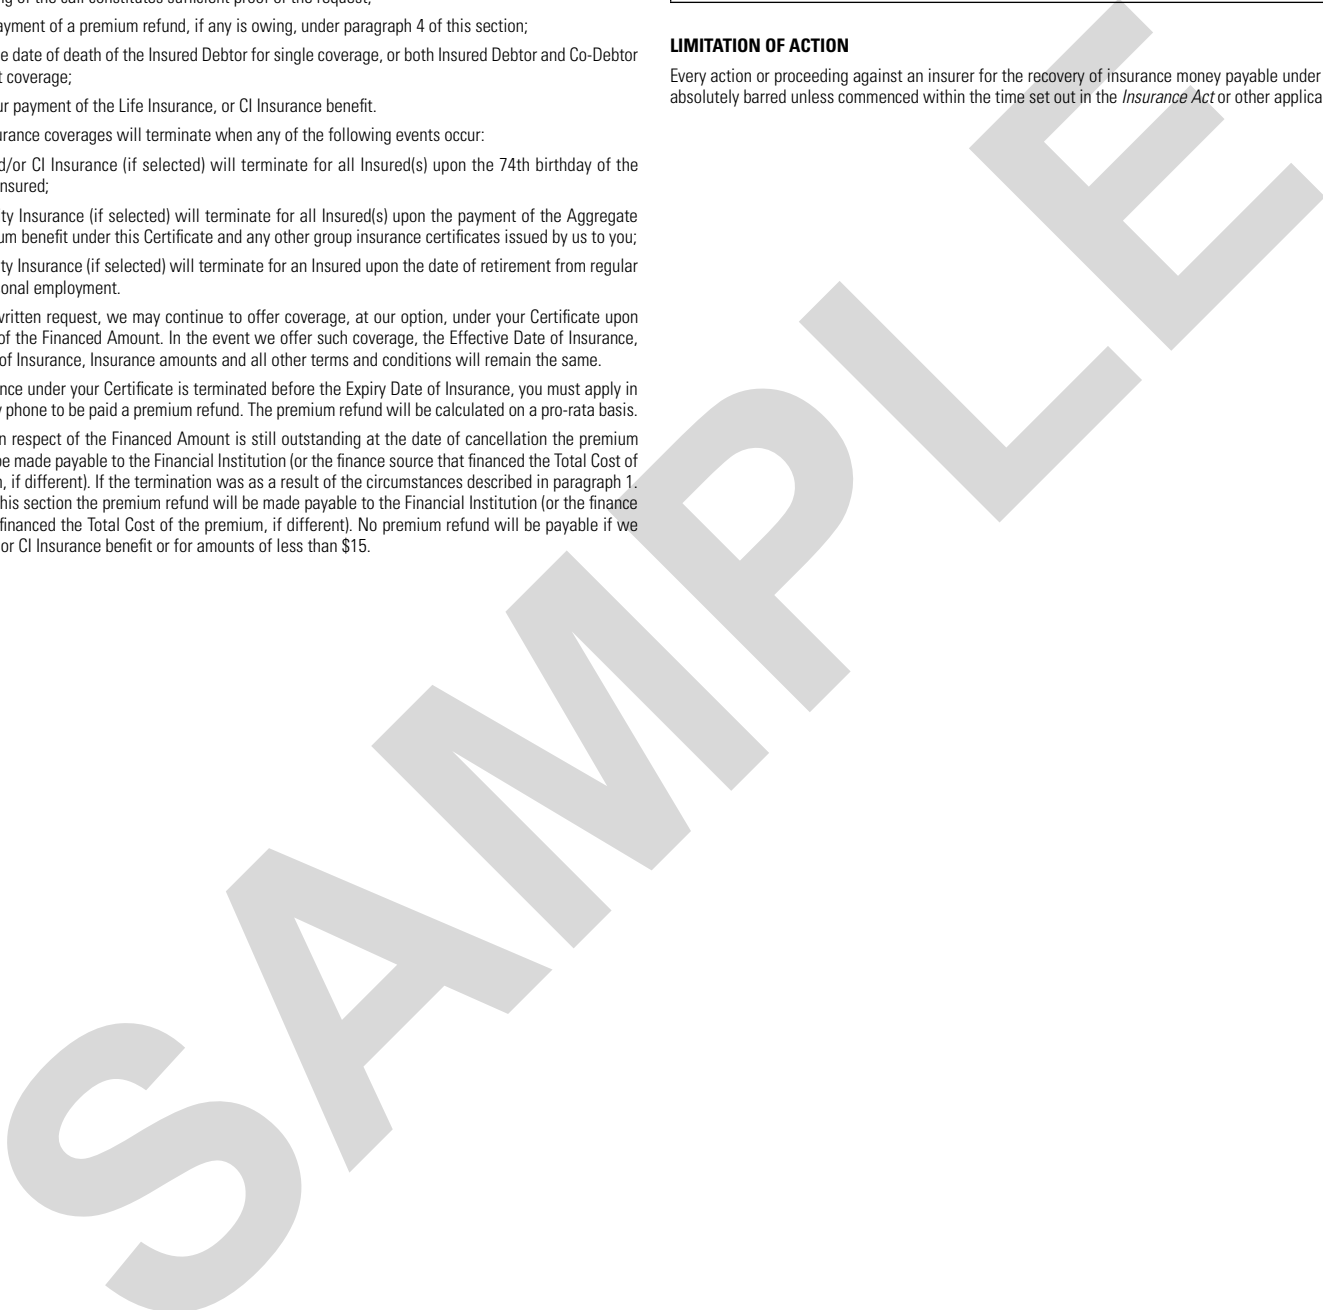 of the call constitutes sufficient proof of the request;
payment of a premium refund, if any is owing, under paragraph 4 of this section;
date of death of the Insured Debtor for single coverage, or both Insured Debtor and Co-Debtor
coverage;
payment of the Life Insurance, or CI Insurance benefit.
coverages will terminate when any of the following events occur:
CI Insurance (if selected) will terminate for all Insured(s) upon the 74th birthday of the
Insured;
Insurance (if selected) will terminate for all Insured(s) upon the payment of the Aggregate
benefit under this Certificate and any other group insurance certificates issued by us to you;
Insurance (if selected) will terminate for an Insured upon the date of retirement from regular
employment.
written request, we may continue to offer coverage, at our option, under your Certificate upon
of the Financed Amount. In the event we offer such coverage, the Effective Date of Insurance,
of Insurance, Insurance amounts and all other terms and conditions will remain the same.
under your Certificate is terminated before the Expiry Date of Insurance, you must apply in
phone to be paid a premium refund. The premium refund will be calculated on a pro-rata basis.
in respect of the Financed Amount is still outstanding at the date of cancellation the premium
be made payable to the Financial Institution (or the finance source that financed the Total Cost of
if different). If the termination was as a result of the circumstances described in paragraph 1.
this section the premium refund will be made payable to the Financial Institution (or the finance
financed the Total Cost of the premium, if different). No premium refund will be payable if we
or CI Insurance benefit or for amounts of less than $15.
LIMITATION OF ACTION
Every action or proceeding against an insurer for the recovery of insurance money payable under
absolutely barred unless commenced within the time set out in the Insurance Act or other
SAMPLE